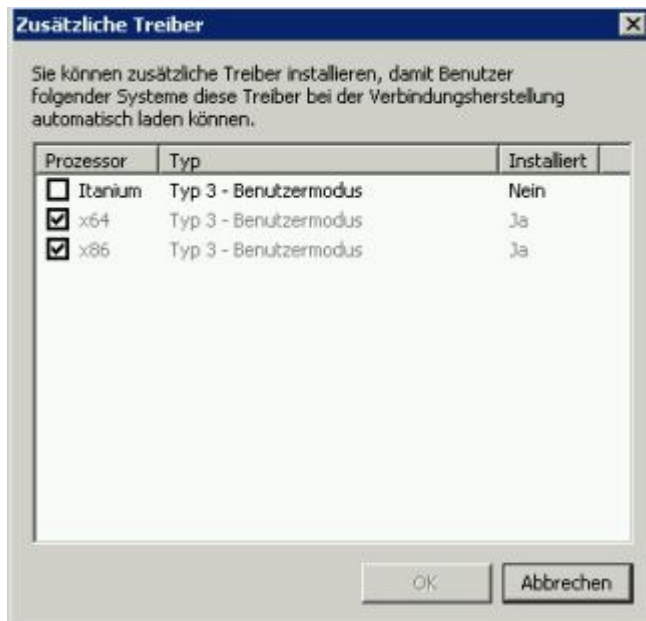 Zusätzliche Treiber
Sie können zusätzliche Treiber installieren, damit Benutzer
folgender Systeme diese Treiber bei der Verbindungsherstellung
automatisch laden können.
Prozessor Typ Installiert
Itanium Typ 3 - Benutzermodus Nein
x64 Typ 3 - Benutzermodus Ja
x86 Typ 3 - Benutzermodus Ja
OK Abbrechen